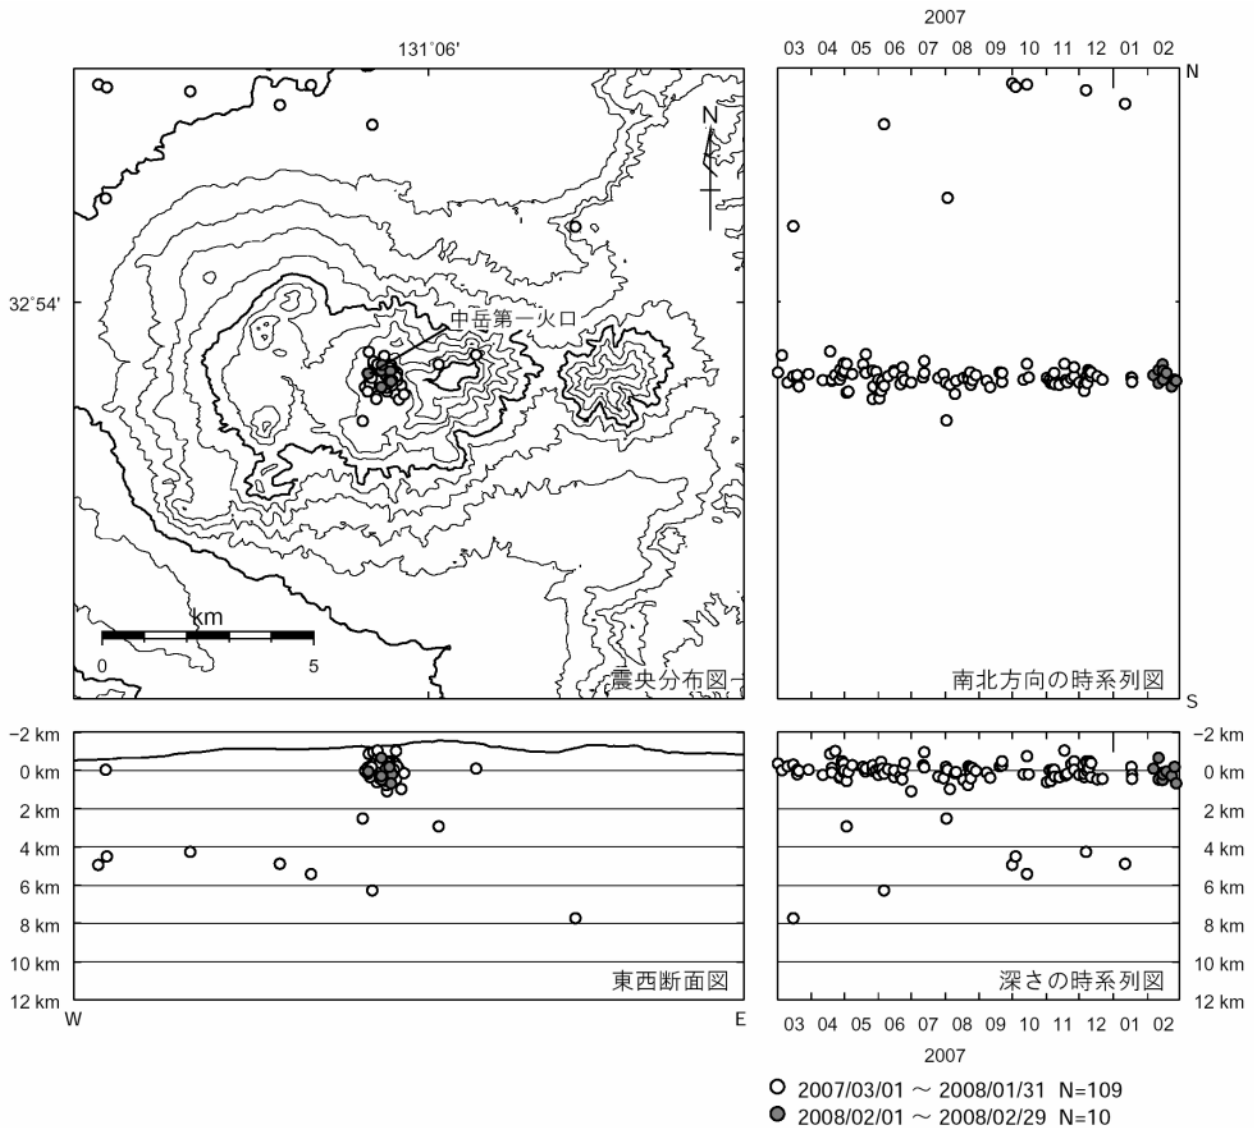 2007
131°06'
03 04 05 06 07 08 09 10 11 12 01 02
N
N
32°54'
中岳第一火口
km
0 5
震央分布図
南北方向の時系列図
S
-2 km
0 km
2 km
4 km
6 km
8 km
10 km
12 km
東西断面図
W E
-2 km
0 km
2 km
4 km
6 km
8 km
10 km
12 km
深さの時系列図
03 04 05 06 07 08 09 10 11 12 01 02
2007
2007/03/01 ~ 2008/01/31 N=109
2008/02/01 ~ 2008/02/29 N=10